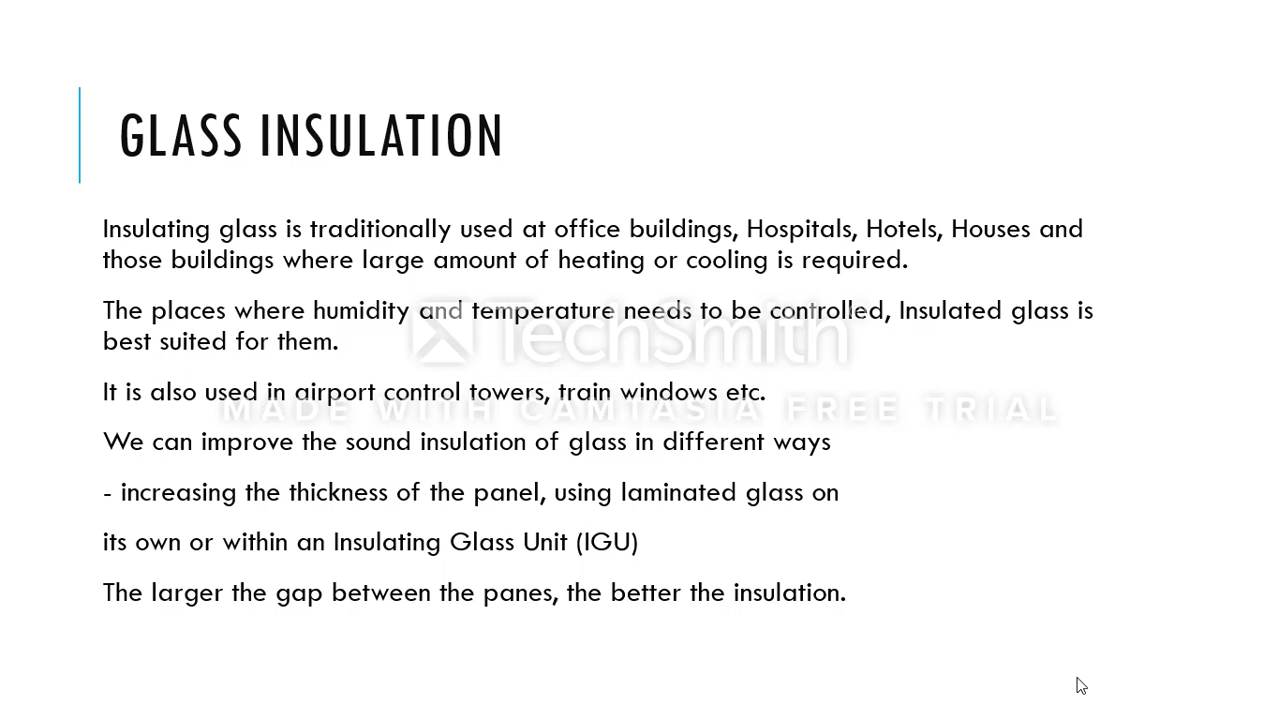 GLASS INSULATION
Insulating glass is traditionally used at office buildings, Hospitals, Hotels, Houses and
those buildings where large amount of heating or cooling is required.
The places where humidity and temperature needs to be controlled, Insulated glass is
best suited for them.
TechSmith
It is also used in airport control towers, train windows etc.
MADE WITH CAMTASIA FREE TRIAL
We can improve the sound insulation of glass in different ways
- increasing the thickness of the panel, using laminated glass on
its own or within an Insulating Glass Unit (IGU)
The larger the gap between the panes, the better the insulation.